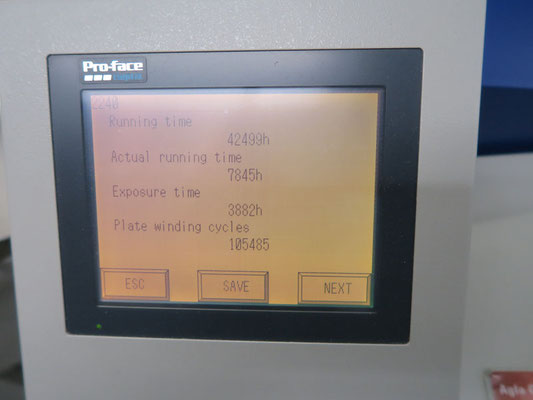 Pro-face
2240
Running time
42499h
Actual running time
7845h
Exposure time
3882h
Plate winding cycles
105485
ESC SAVE NEXT
Agfa